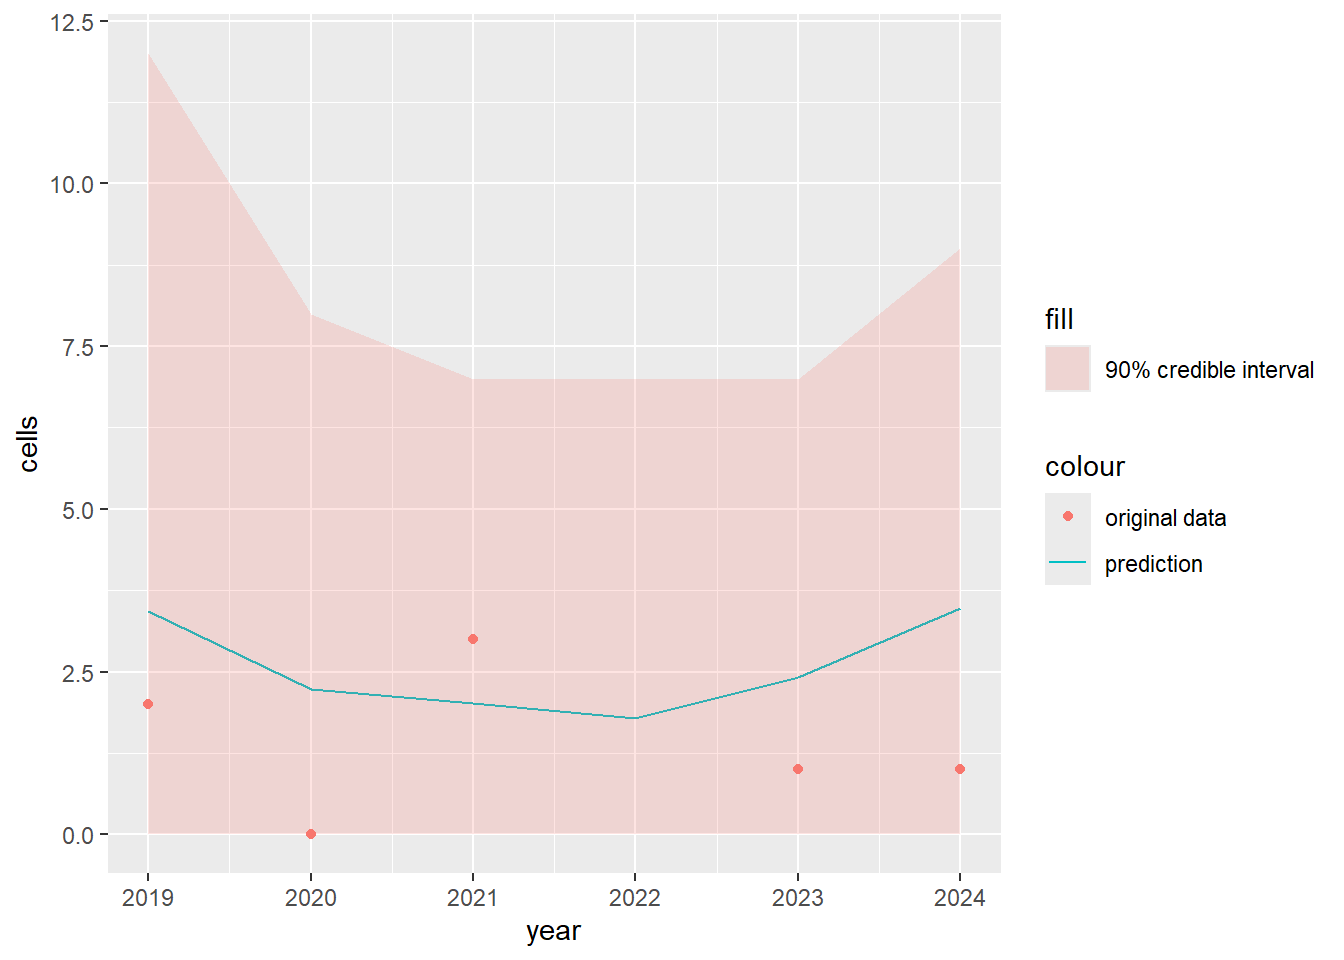 12.5
10.0
7.5
5.0
2.5
0.0
cells
2019 2020 2021 2022 2023 2024
year
fill
90% credible interval
colour
original data
prediction